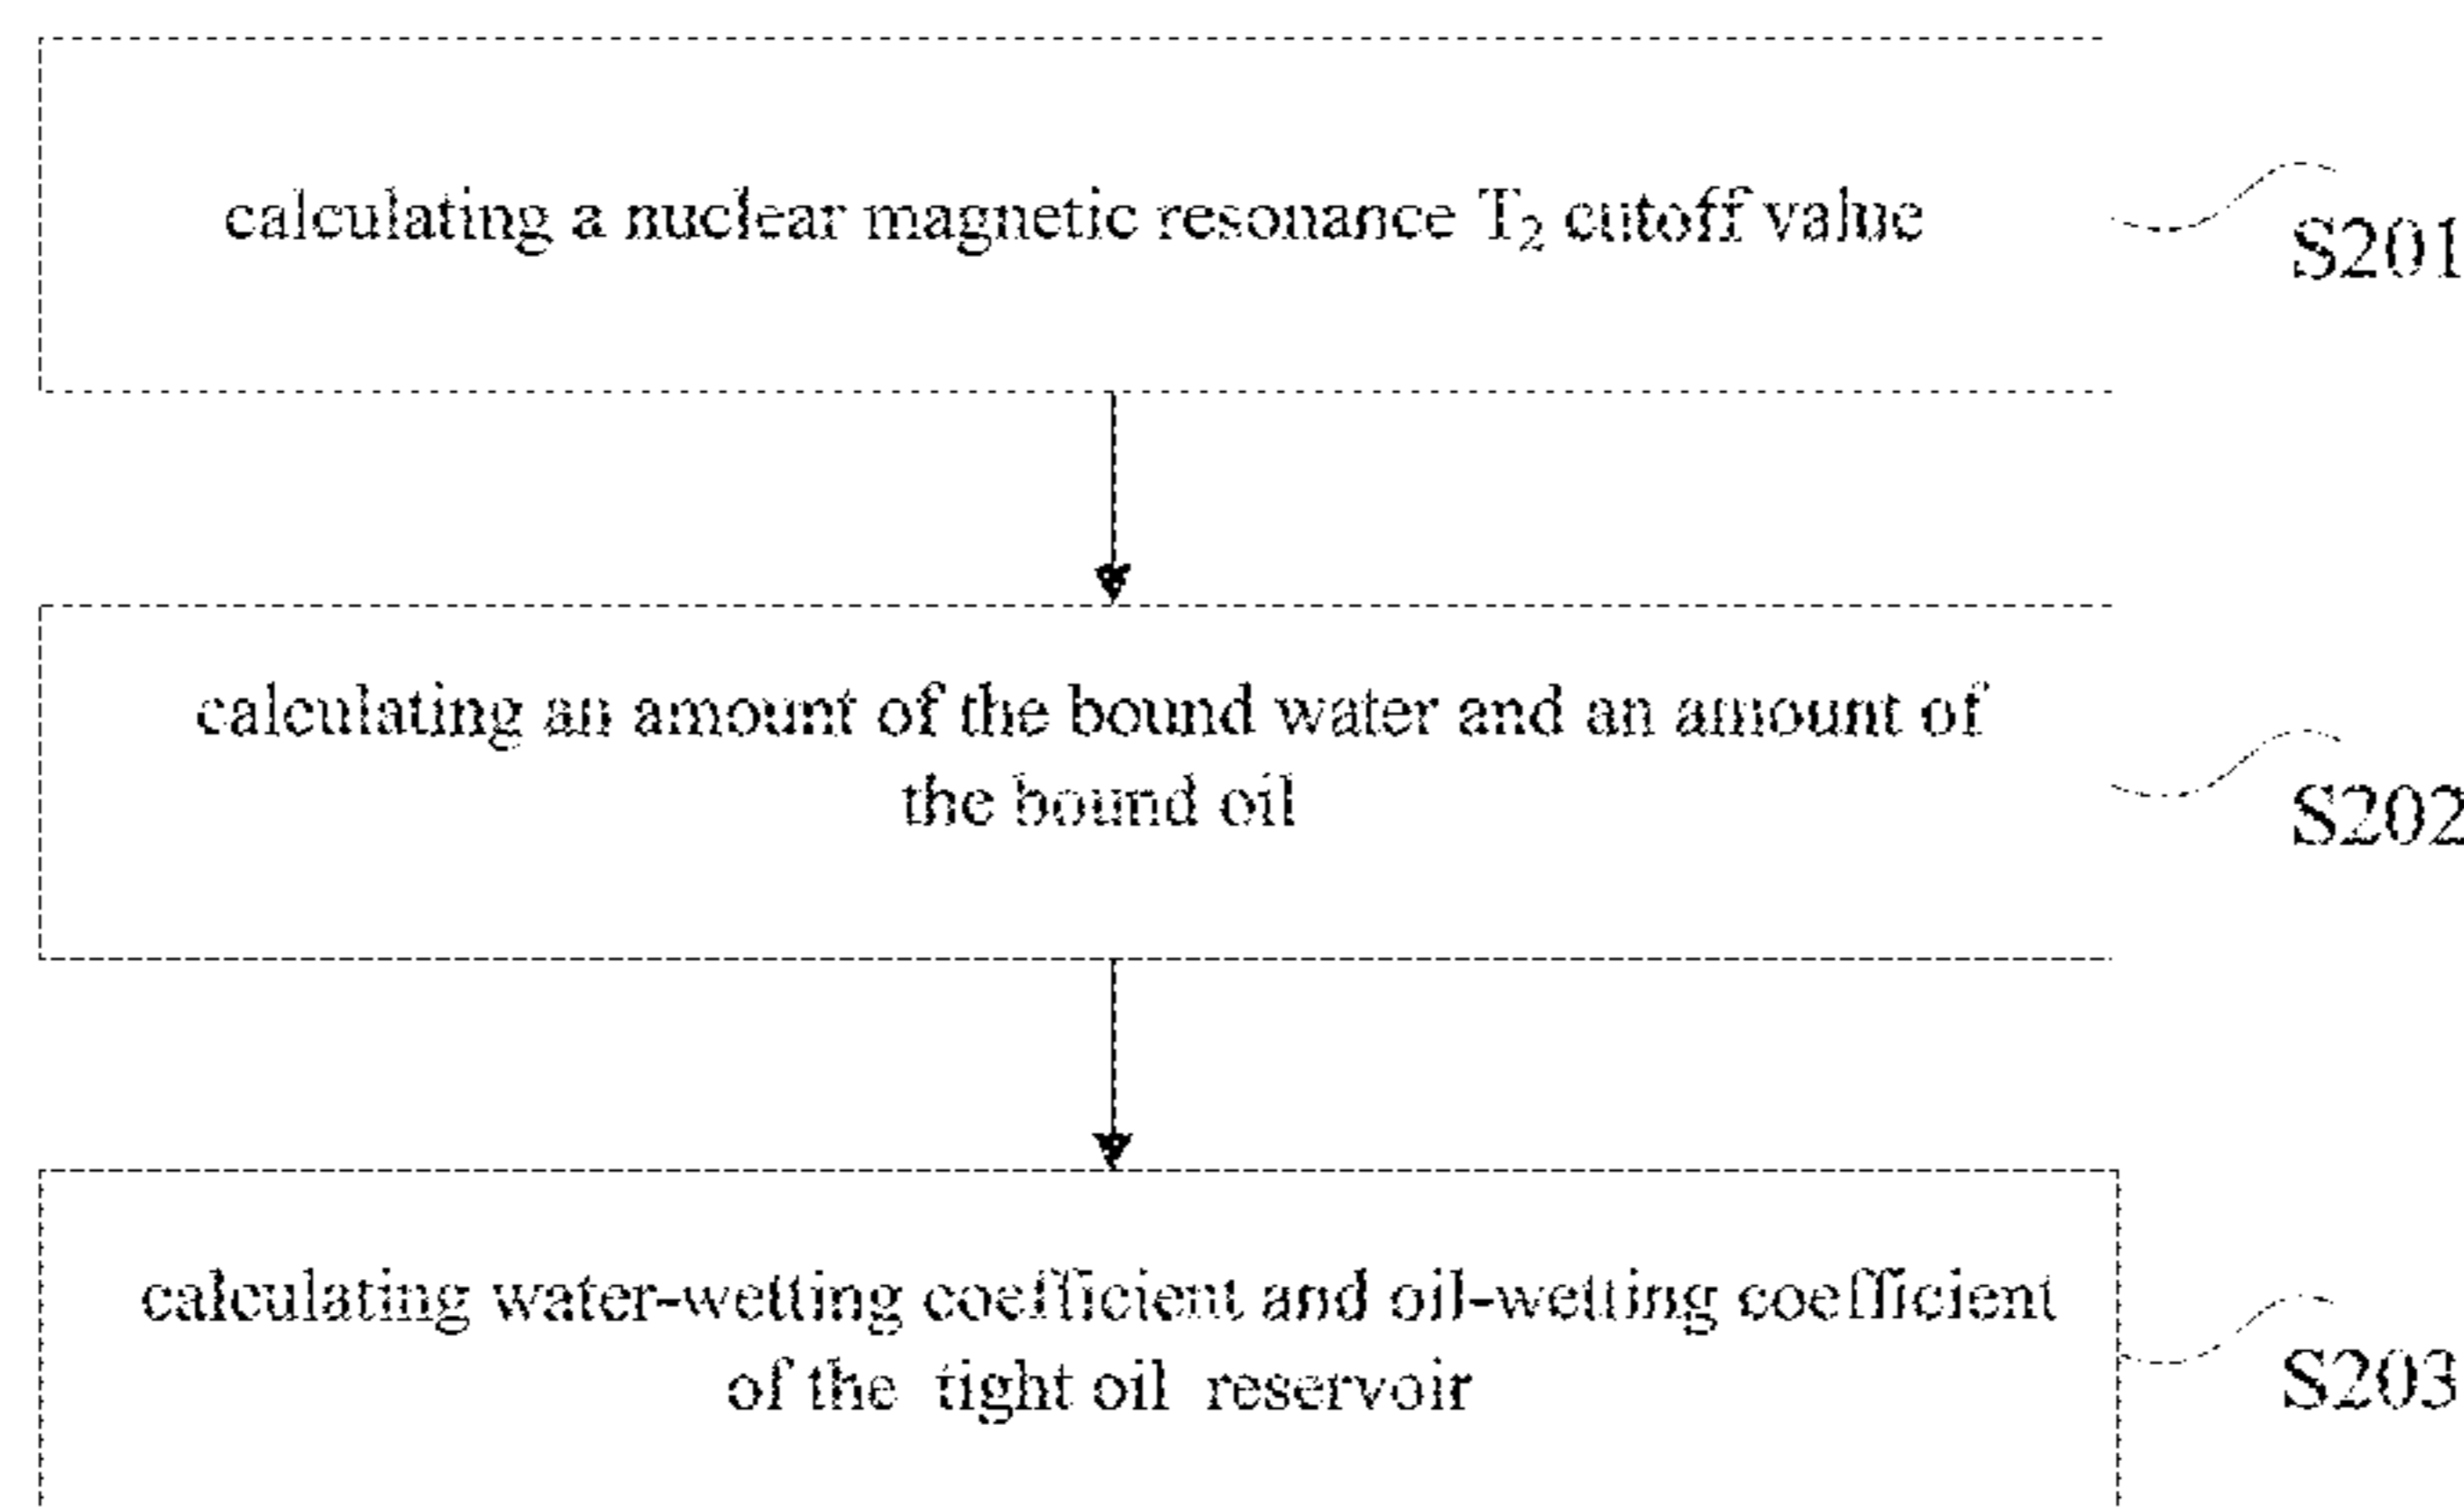 calculating a nuclear magnetic resonance T₂ cutoff value
S201
calculating an amount of the bound water and an amount of
the bound oil
S202
calculating water-wetting coefficient and oil-wetting coefficient
of the tight oil reservoir
S203